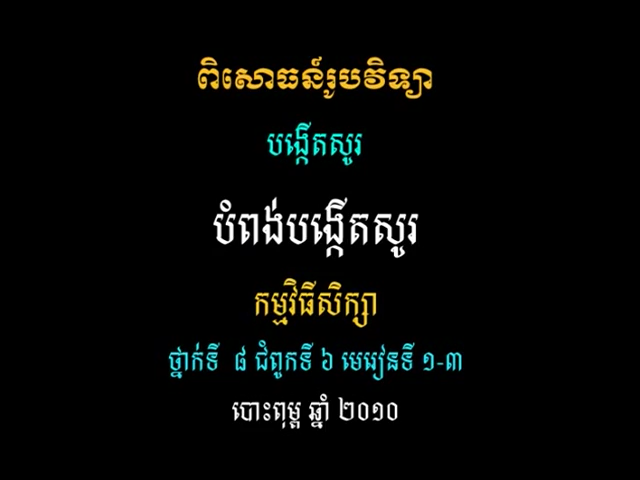 ពិសោធន៍រូបវិទ្យា
បង្កើតសូរ
បំពង់បង្កើតសូរ
កម្មវិធីសិក្សា
ថ្នាក់ទី ៨ ជំពូកទី ៦ មេរៀនទី ១-៣
បោះពុម្ព ឆ្នាំ ២០១០